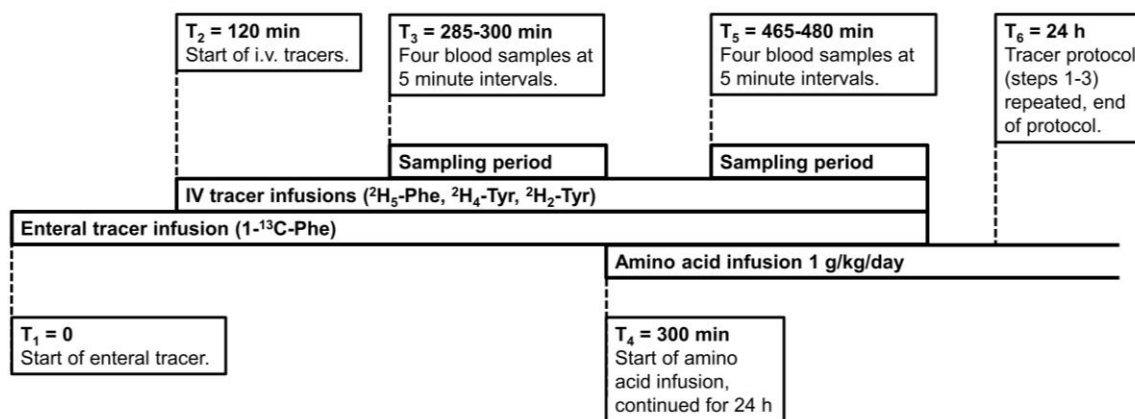 T₂ = 120 min
Start of i.v. tracers.
T₃ = 285-300 min
Four blood samples at
5 minute intervals.
T₅ = 465-480 min
Four blood samples at
5 minute intervals.
T₆ = 24 h
Tracer protocol
(steps 1-3)
repeated, end
of protocol.
Sampling period
Sampling period
IV tracer infusions (²H₅-Phe, ²H₄-Tyr, ²H₂-Tyr)
Enteral tracer infusion (1-¹³C-Phe)
Amino acid infusion 1 g/kg/day
T₁ = 0
Start of enteral tracer.
T₄ = 300 min
Start of amino
acid infusion,
continued for 24 h